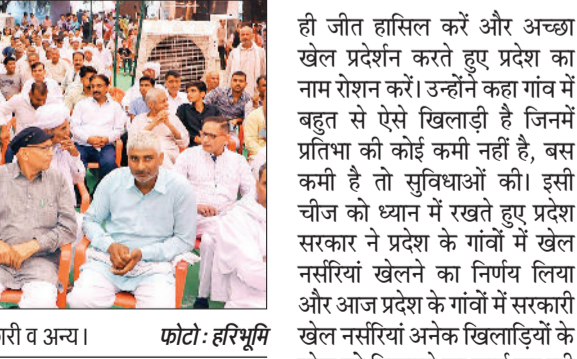 ारी व अन्य।
फोटो : हरिभूमि
ही जीत हासिल करें और अच्छा
खेल प्रदर्शन करते हुए प्रदेश का
नाम रोशन करें। उन्होंने कहा गांव में
बहुत से ऐसे खिलाड़ी है जिनमें
प्रतिभा की कोई कमी नहीं है, बस
कमी है तो सुविधाओं की। इसी
चीज को ध्यान में रखते हुए प्रदेश
सरकार ने प्रदेश के गांवों में खेल
नर्सरियां खेलने का निर्णय लिया
और आज प्रदेश के गांवों में सरकारी
खेल नर्सरियां अनेक खिलाड़ियों के